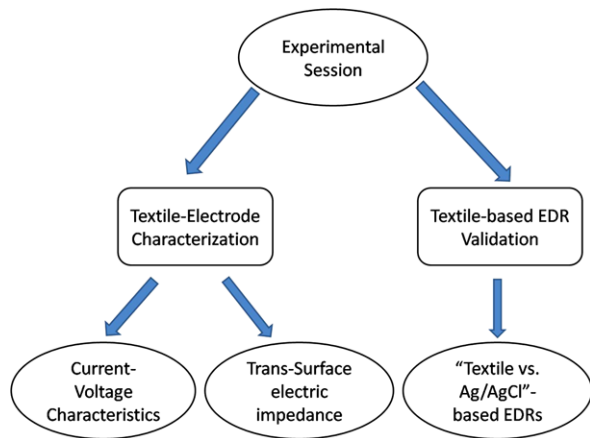 Experimental
Session
Textile-Electrode
Characterization
Textile-based EDR
Validation
Current-
Voltage
Characteristics
Trans-Surface
electric
impedance
“Textile vs.
Ag/AgCl”-
based EDRs